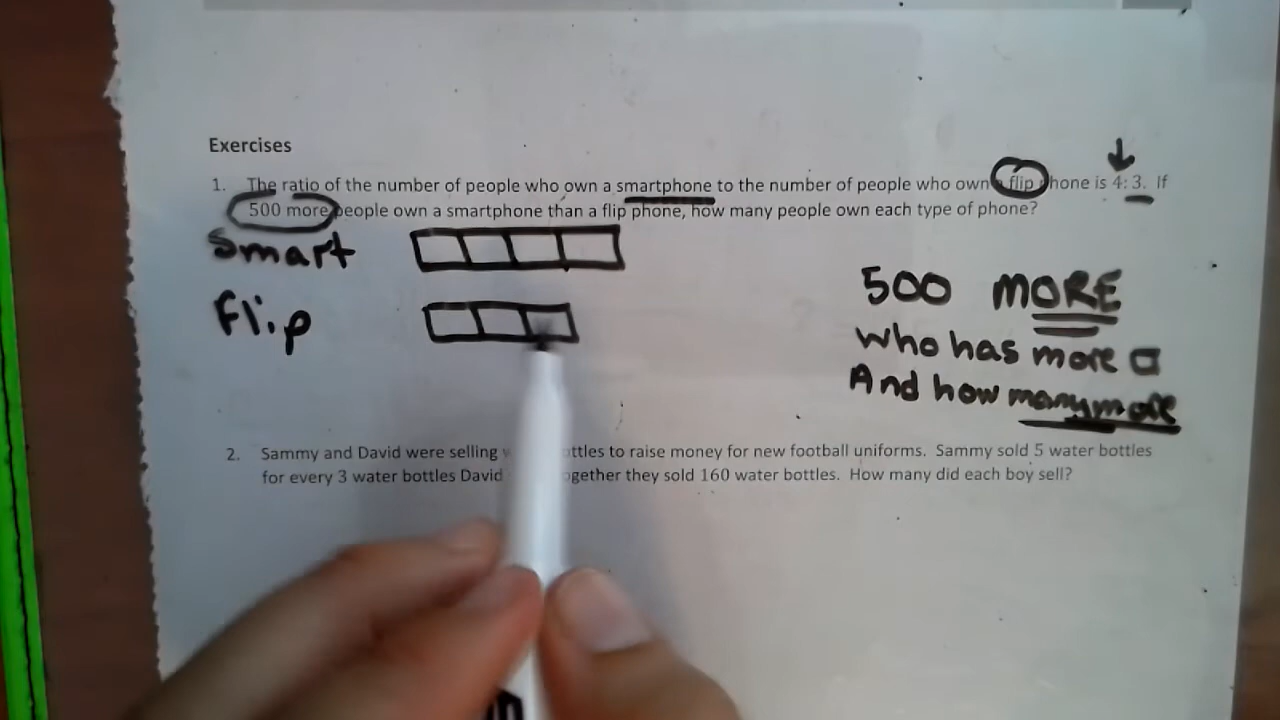 Exercises
1. The ratio of the number of people who own a smartphone to the number of people who own flip phone is 4: 3. If
500 more people own a smartphone than a flip phone, how many people own each type of phone?
Smart
Flip
500 MORE
Who has more
And how many more
2. Sammy and David were selling ttles to raise money for new football uniforms. Sammy sold 5 water bottles
for every 3 water bottles David ogether they sold 160 water bottles. How many did each boy sell?